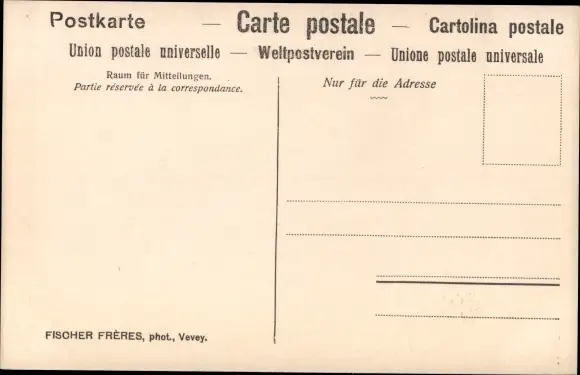 Postkarte — Carte postale — Cartolina postale
Union postale universelle — Weltpostverein — Unione postale universale
Raum für Mitteilungen.
Partie réservée à la correspondance.
Nur für die Adresse
FISCHER FRÈRES, phot., Vevey.